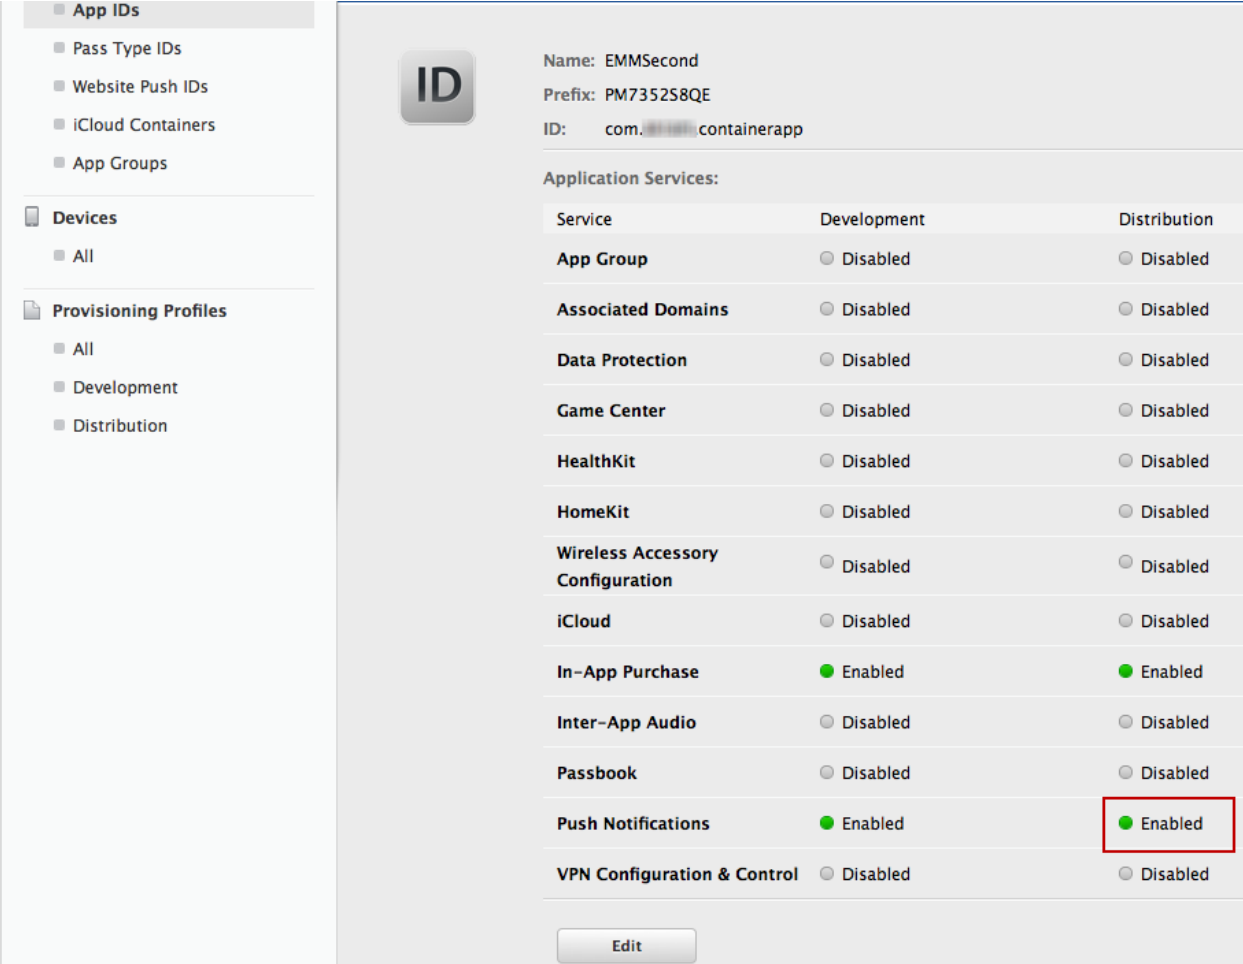 App IDs
Pass Type IDs
Website Push IDs
iCloud Containers
App Groups
Devices
All
Provisioning Profiles
All
Development
Distribution
ID
Name: EMMSecond
Prefix: PM7352S8QE
ID: com. .containerapp
Application Services:
Service Development Distribution
App Group Disabled Disabled
Associated Domains Disabled Disabled
Data Protection Disabled Disabled
Game Center Disabled Disabled
HealthKit Disabled Disabled
HomeKit Disabled Disabled
Wireless Accessory
Configuration Disabled Disabled
iCloud Disabled Disabled
In-App Purchase Enabled Enabled
Inter-App Audio Disabled Disabled
Passbook Disabled Disabled
Push Notifications Enabled Enabled
VPN Configuration & Control Disabled Disabled
Edit